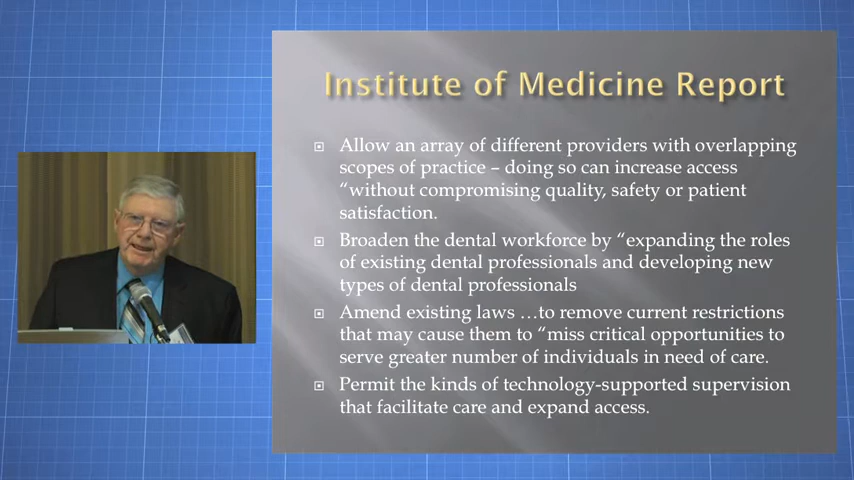 Institute of Medicine Report
Allow an array of different providers with overlapping
scopes of practice – doing so can increase access
“without compromising quality, safety or patient
satisfaction.
Broaden the dental workforce by “expanding the roles
of existing dental professionals and developing new
types of dental professionals
Amend existing laws …to remove current restrictions
that may cause them to “miss critical opportunities to
serve greater number of individuals in need of care.
Permit the kinds of technology-supported supervision
that facilitate care and expand access.